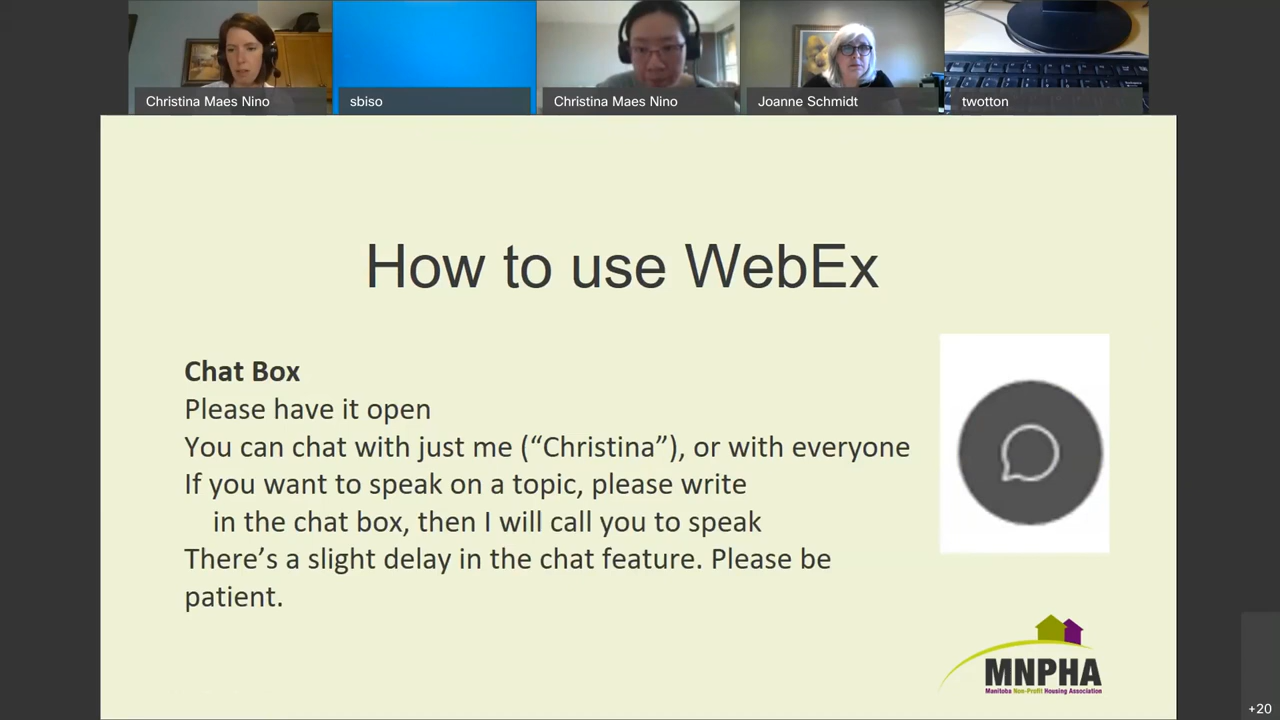 Christina Maes Nino
sbiso
Christina Maes Nino
Joanne Schmidt
twotton
How to use WebEx
Chat Box
Please have it open
You can chat with just me (“Christina”), or with everyone
If you want to speak on a topic, please write
in the chat box, then I will call you to speak
There’s a slight delay in the chat feature. Please be
patient.
MNPHA
Manitoba Non-Profit Housing Association
+20